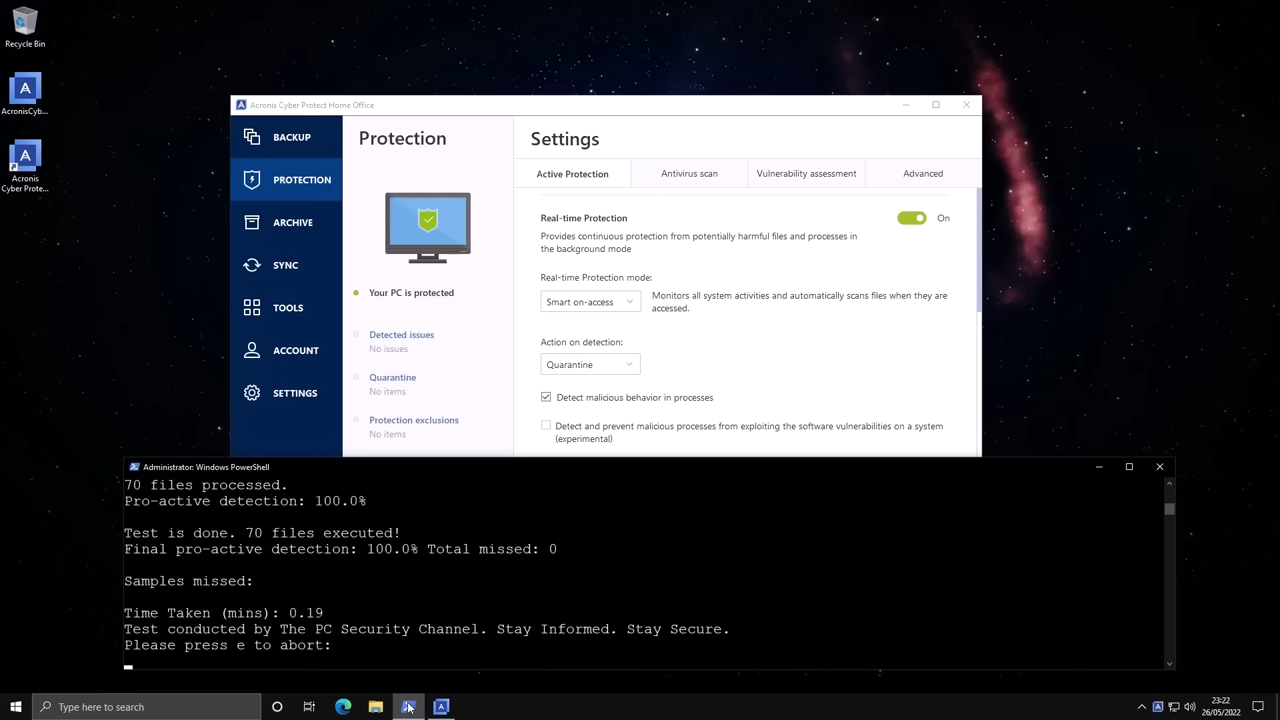 Recycle Bin
AcronisCyb...
Acronis
Cyber Prote...
Acronis Cyber Protect Home Office
BACKUP
PROTECTION
ARCHIVE
SYNC
TOOLS
ACCOUNT
SETTINGS
Protection
Your PC is protected
Detected issues
No issues
Quarantine
No items
Protection exclusions
No items
Settings
Active Protection
Antivirus scan
Vulnerability assessment
Advanced
Real-time Protection
On
Provides continuous protection from potentially harmful files and processes in
the background mode
Real-time Protection mode:
Smart on-access
Monitors all system activities and automatically scans files when they are
accessed.
Action on detection:
Quarantine
Detect malicious behavior in processes
Detect and prevent malicious processes from exploiting the software vulnerabilities on a system
(experimental)
Administrator: Windows PowerShell
70 files processed.
Pro-active detection: 100.0%
Test is done. 70 files executed!
Final pro-active detection: 100.0% Total missed: 0
Samples missed:
Time Taken (mins): 0.19
Test conducted by The PC Security Channel. Stay Informed. Stay Secure.
Please press e to abort:
Type here to search
23:22
26/05/2022